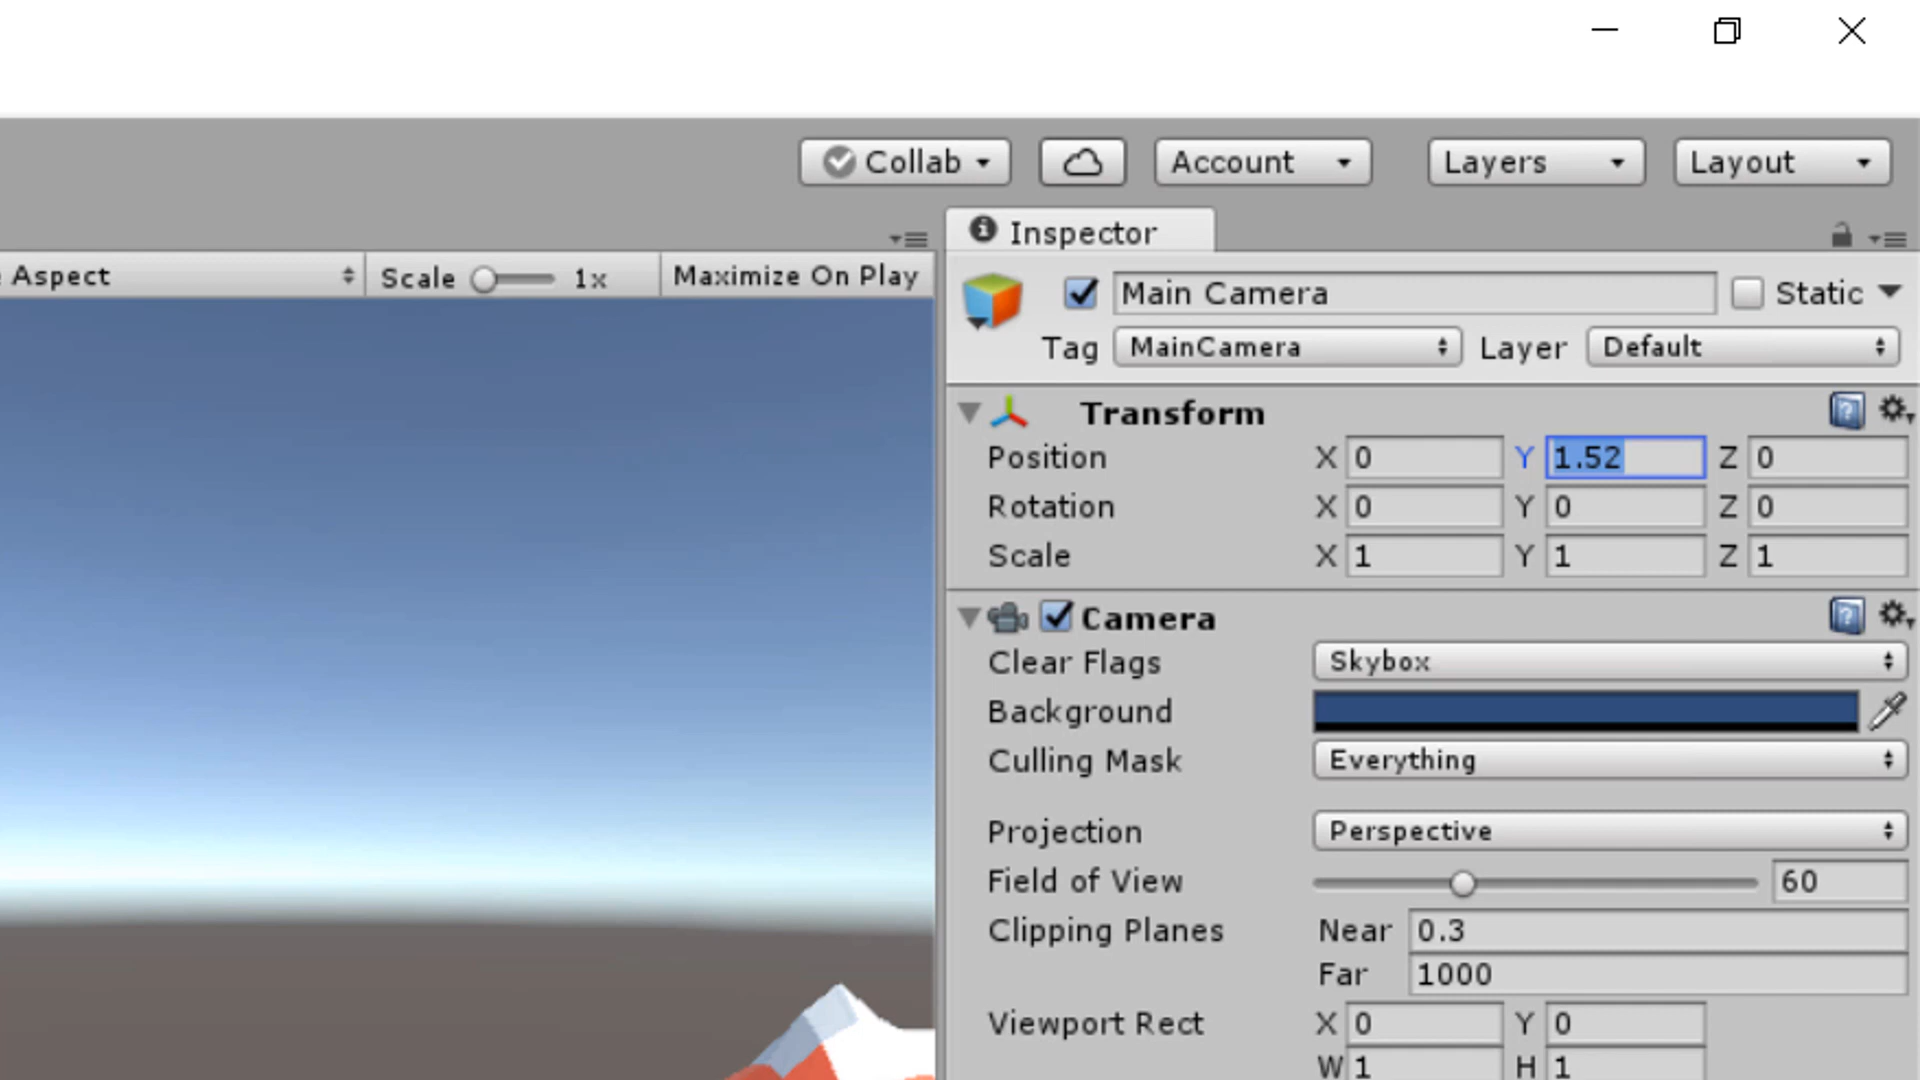 Collab Account Layers Layout
Inspector
Aspect Scale 1x Maximize On Play
Main Camera Static
Tag MainCamera Layer Default
Transform
Position X 0 Y 1.52 Z 0
Rotation X 0 Y 0 Z 0
Scale X 1 Y 1 Z 1
Camera
Clear Flags Skybox
Background
Culling Mask Everything
Projection Perspective
Field of View 60
Clipping Planes Near 0.3
Far 1000
Viewport Rect X 0 Y 0
W 1 H 1